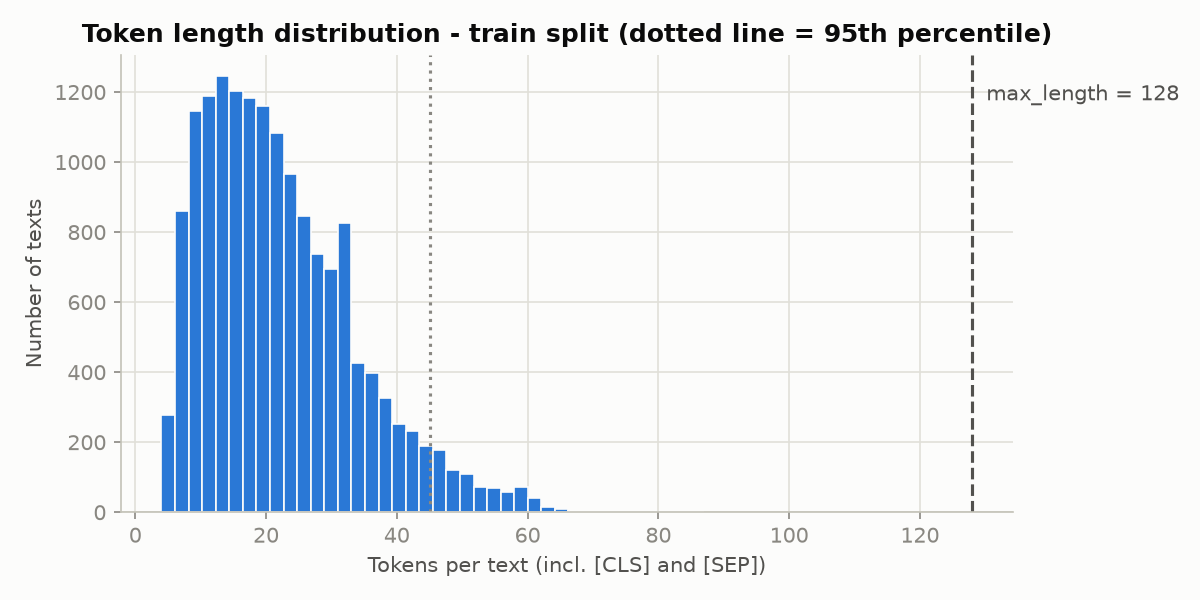 Token length distribution - train split (dotted line = 95th percentile)
1200
1000
800
600
400
200
0
Number of texts
max_length = 128
0 20 40 60 80 100 120
Tokens per text (incl. [CLS] and [SEP])